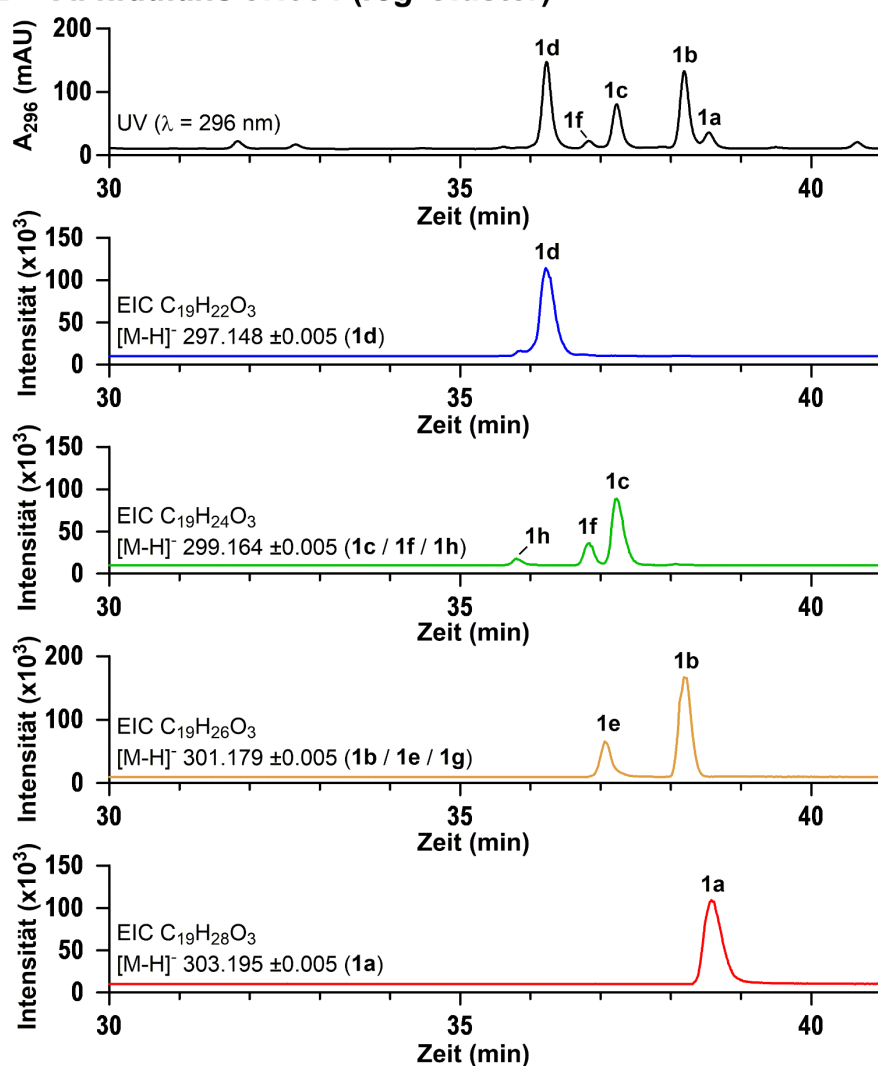 200
1d
1b
1c
100
1f
1a
UV (λ = 296 nm)
0
A₂₉₆ (mAU)
30 35 40
Zeit (min)
150
1d
100
EIC C₁₉H₂₂O₃
50
[M-H]⁻ 297.148 ±0.005 (1d)
0
Intensität (x10³)
30 35 40
Zeit (min)
150
1c
100
EIC C₁₉H₂₄O₃
1h 1f
50
[M-H]⁻ 299.164 ±0.005 (1c / 1f / 1h)
0
Intensität (x10³)
30 35 40
Zeit (min)
200
1b
1e
100
EIC C₁₉H₂₆O₃
[M-H]⁻ 301.179 ±0.005 (1b / 1e / 1g)
0
Intensität (x10³)
30 35 40
Zeit (min)
150
1a
100
EIC C₁₉H₂₈O₃
50
[M-H]⁻ 303.195 ±0.005 (1a)
0
Intensität (x10³)
30 35 40
Zeit (min)